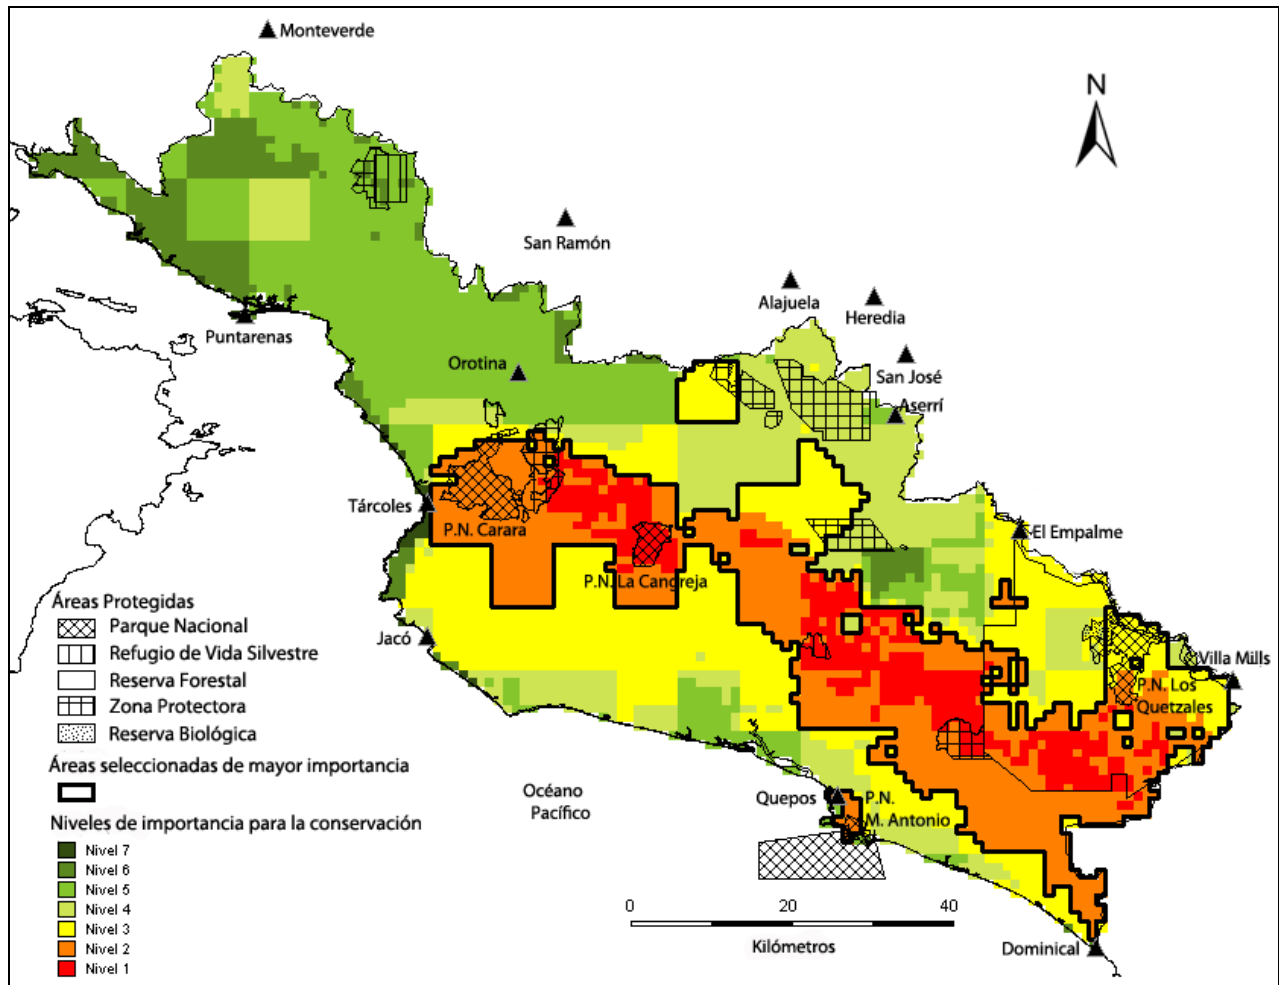 Monteverde
N
San Ramón
Alajuela
Heredia
Puntarenas
Orotina
San José
Aserrí
Tárcoles
P.N. Carara
El Empalme
P.N. La Cangreja
Áreas Protegidas
Parque Nacional
Jacó
Refugio de Vida Silvestre
Villa Mills
Reserva Forestal
P.N. Los
Quetzales
Zona Protectora
Reserva Biológica
Áreas seleccionadas de mayor importancia
Océano
Pacífico
Quepos
P.N.
M. Antonio
Niveles de importancia para la conservación
Nivel 7
Nivel 6
Nivel 5
Nivel 4
Nivel 3
Nivel 2
Nivel 1
0 20 40
Kilómetros
Dominical